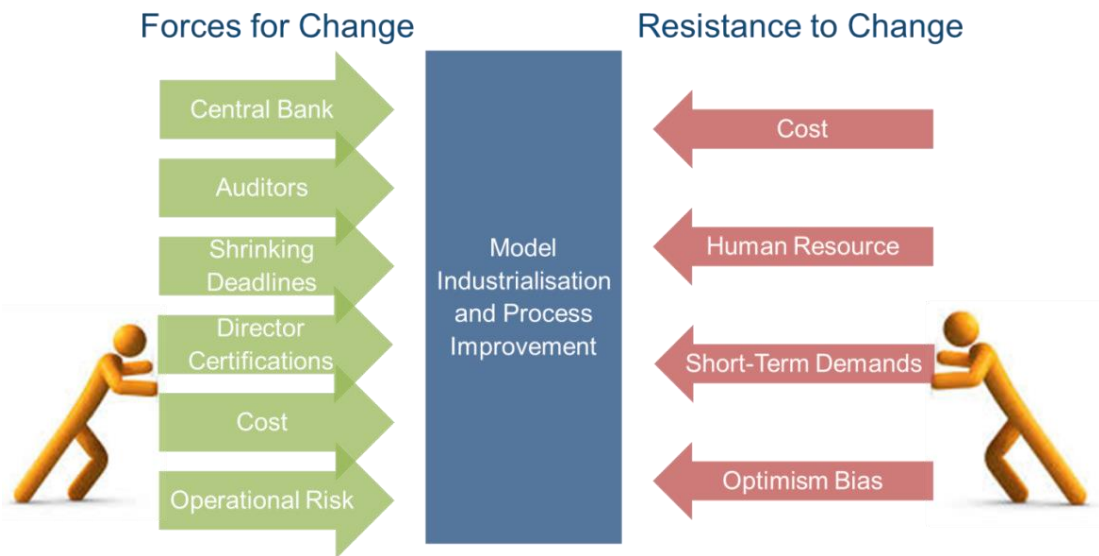 Forces for Change
Resistance to Change
Central Bank
Auditors
Shrinking
Deadlines
Director
Certifications
Cost
Operational Risk
Model
Industrialisation
and Process
Improvement
Cost
Human Resource
Short-Term Demands
Optimism Bias